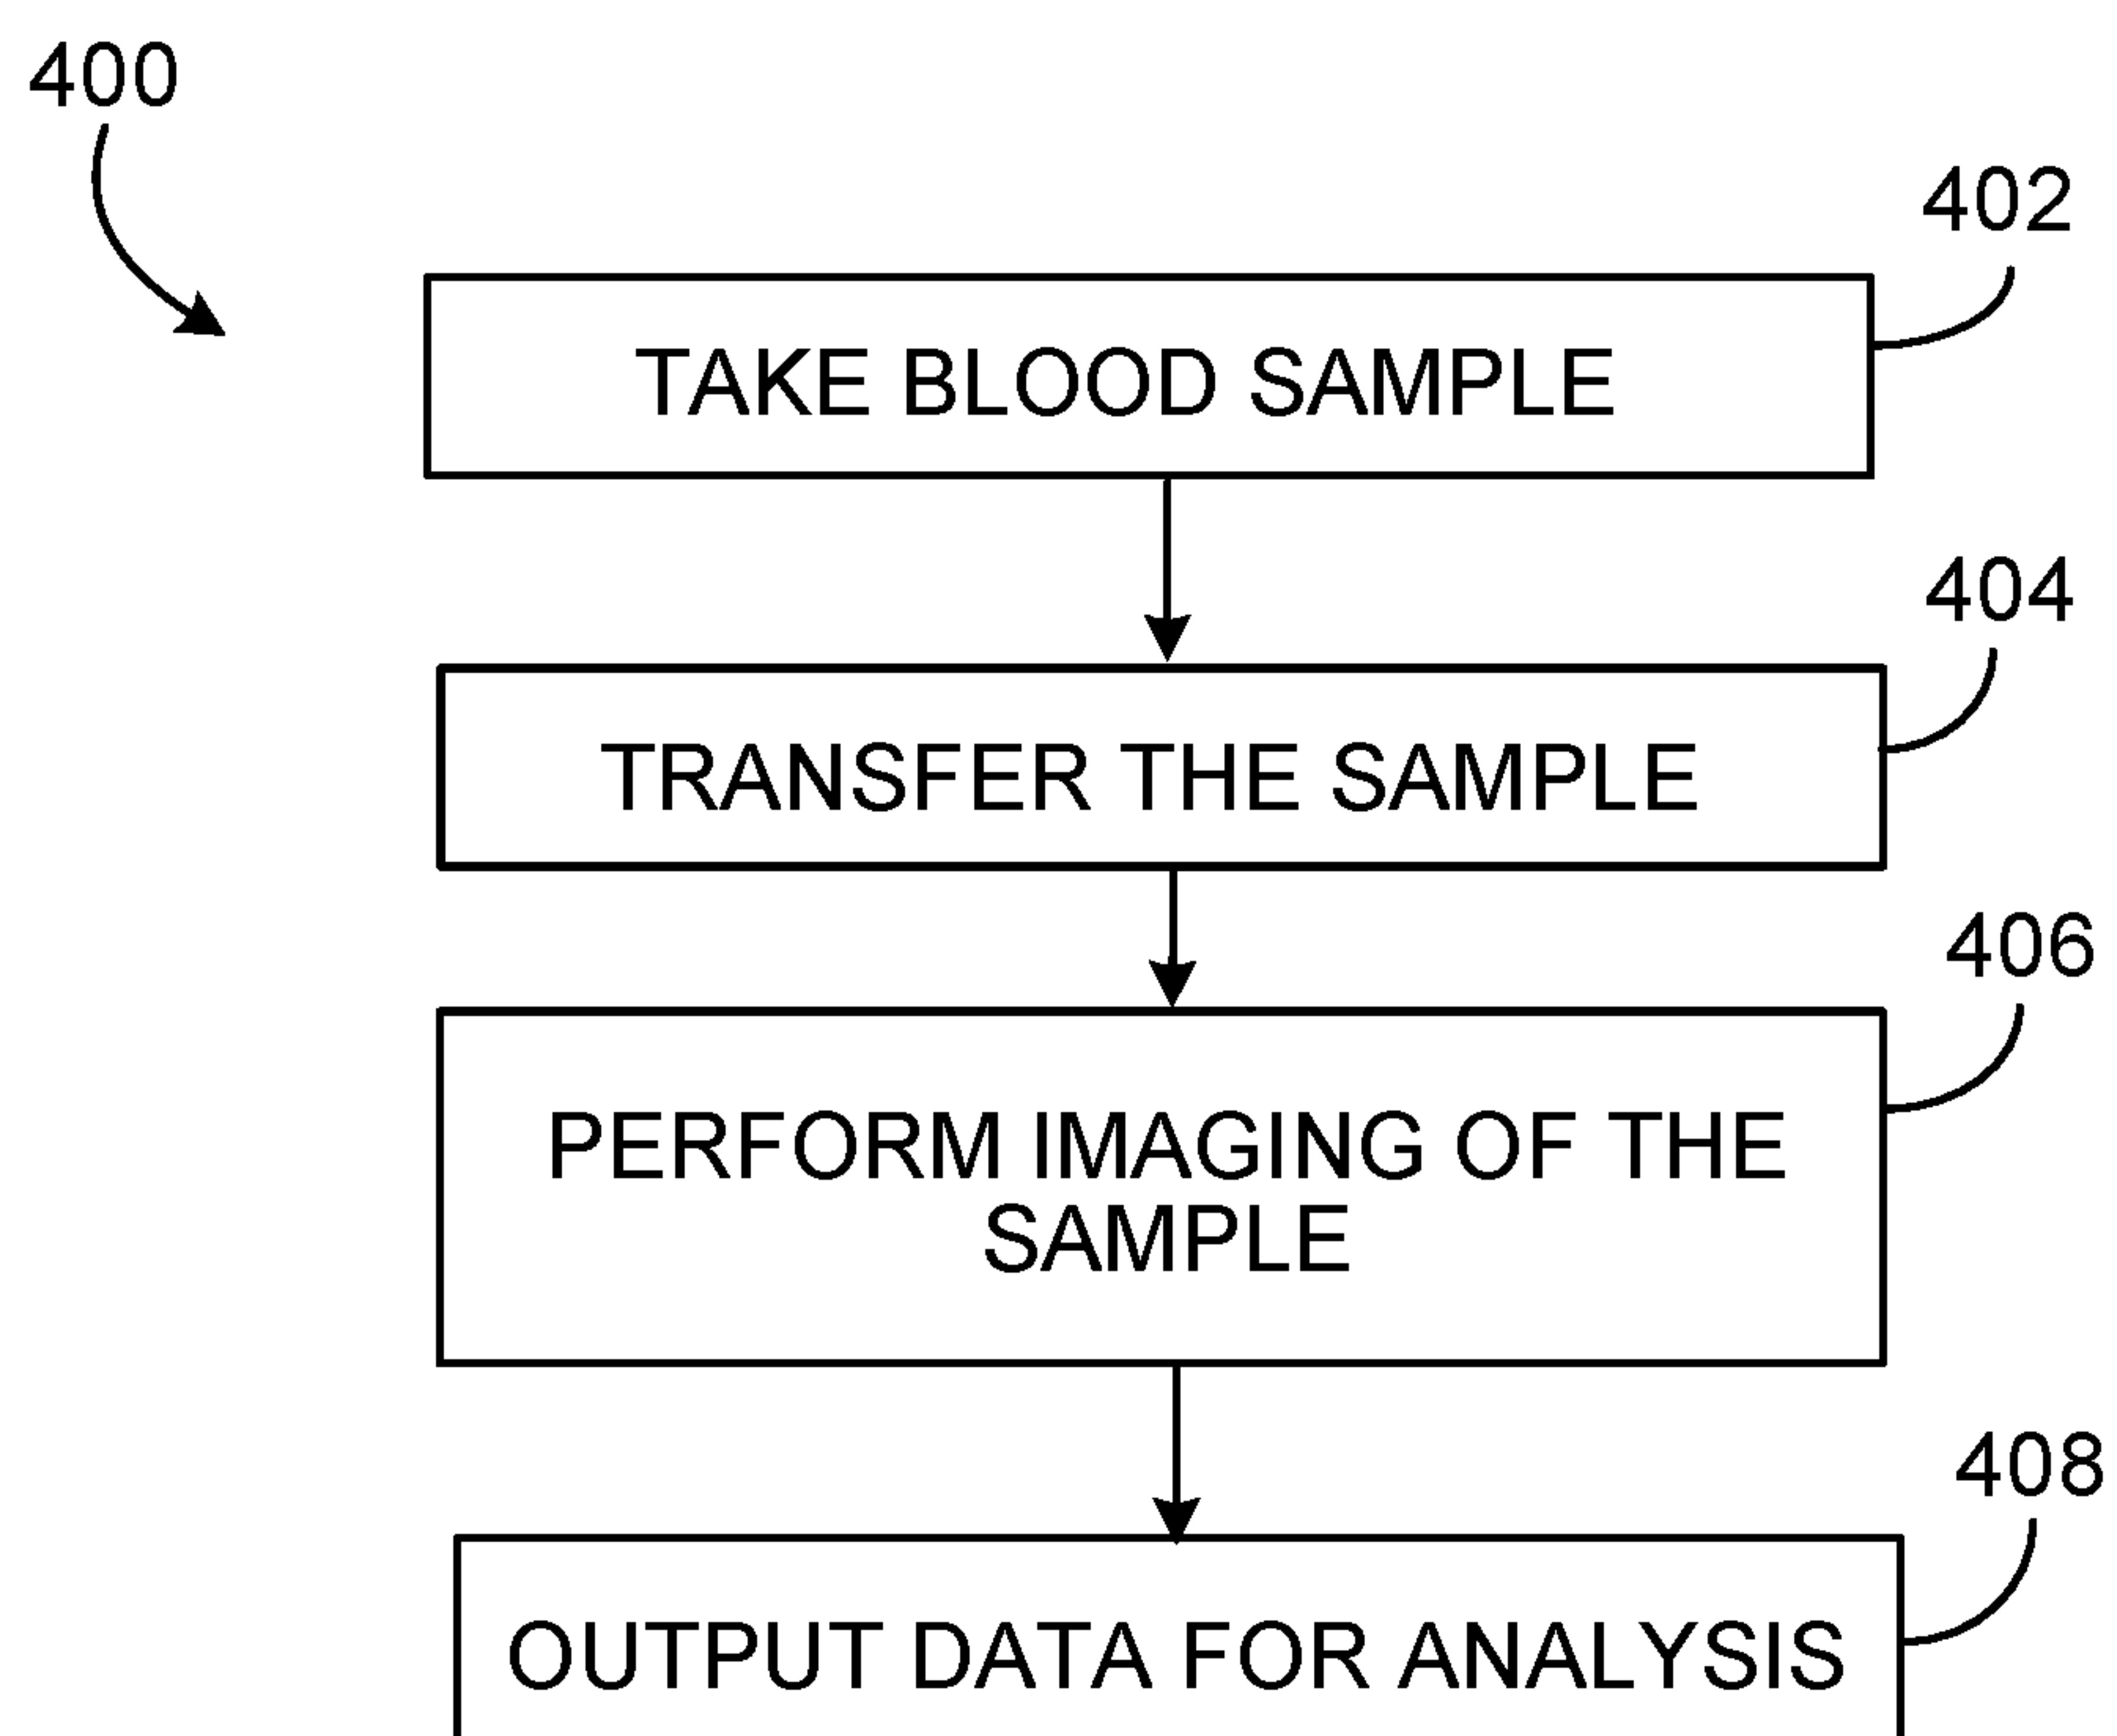 400
402
TAKE BLOOD SAMPLE
404
TRANSFER THE SAMPLE
406
PERFORM IMAGING OF THE
SAMPLE
408
OUTPUT DATA FOR ANALYSIS